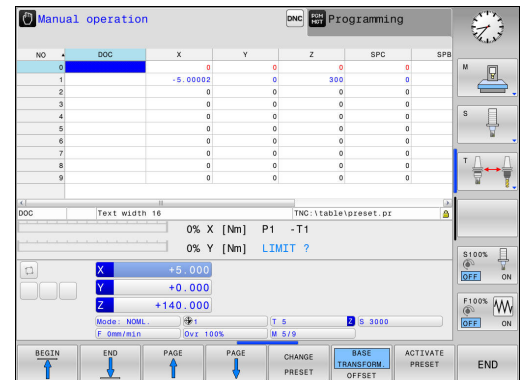 Manual operation DNC PGM MGT Programming
NO DOC X Y Z SPC SPB
0 0 0 0 0
1 -5.00002 0 300 0
2 0 0 0 0
3 0 0 0 0
4 0 0 0 0
5 0 0 0 0
6 0 0 0 0
7 0 0 0 0
8 0 0 0 0
9 0 0 0 0
DOC Text width 16 TNC:\table\preset.pr
0% X [Nm] P1 -T1
0% Y [Nm] LIMIT ?
X +5.000
Y +0.000
Z +140.000
Mode: NOML. 1 T 5 Z S 3000
F 0mm/min Ovr 100% M 5/9
M
S
T
S100%
OFF ON
F100%
OFF ON
BEGIN
END
PAGE
PAGE
CHANGE
PRESET
BASE
TRANSFORM.
OFFSET
ACTIVATE
PRESET
END